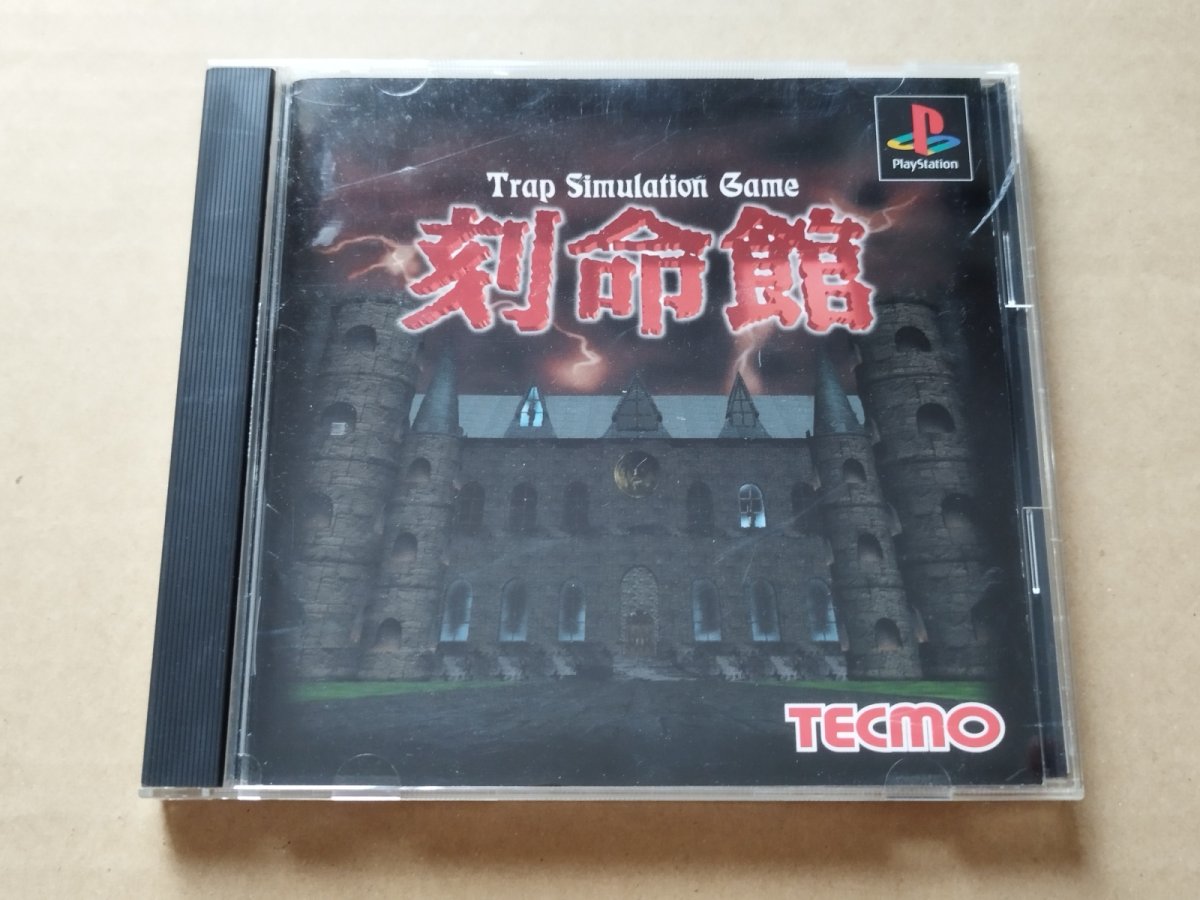 PlayStation
Trap Simulation Game
刻命館
TECMO